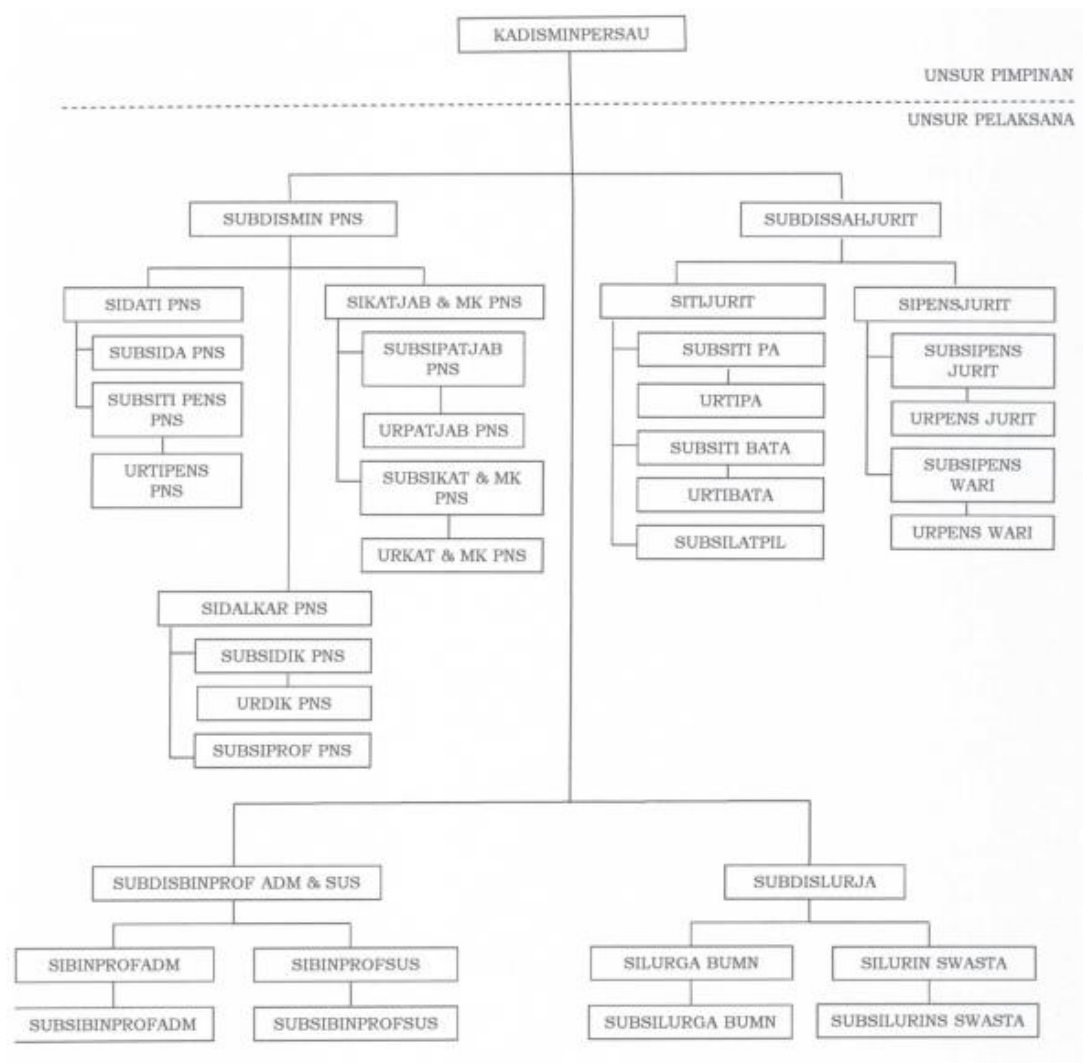 KADISMINPERSAU
UNSUR PIMPINAN
UNSUR PELAKSANA
SUBDISMIN PNS
SUBDISSAHJURIT
SIDATI PNS
SUBSIDA PNS
SUBSITI PENS
PNS
URTIPENS
PNS
SIKATJAB & MK PNS
SUBSIPATJAB
PNS
URPATJAB PNS
SUBSIKAT & MK
PNS
URKAT & MK PNS
SITIJURIT
SUBSITI PA
URTIPA
SUBSITI BATA
URTIBATA
SUBSILATPIL
SIPENSJURIT
SUBSIPENS
JURIT
URPENS JURIT
SUBSIPENS
WARI
URPENS WARI
SIDALKAR PNS
SUBSIDIK PNS
URDIK PNS
SUBSIPROF PNS
SUBDISBINPROF ADM & SUS
SUBDISLURJA
SIBINPROFADM
SIBINPROFSUS
SILURGA BUMN
SILURIN SWASTA
SUBSIBINPROFADM
SUBSIBINPROFSUS
SUBSILURGA BUMN
SUBSILURINS SWASTA